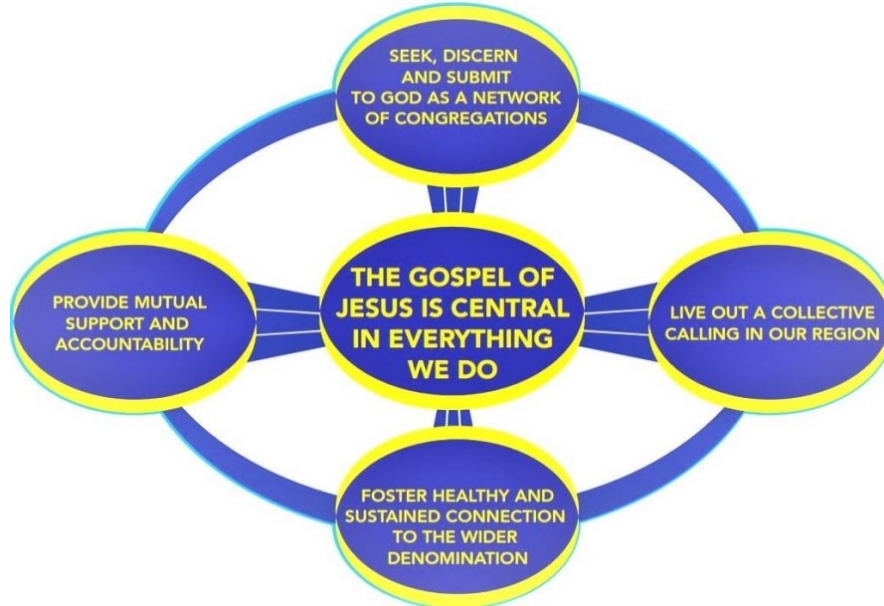 SEEK, DISCERN
AND SUBMIT
TO GOD AS A NETWORK
OF CONGREGATIONS
PROVIDE MUTUAL
SUPPORT AND
ACCOUNTABILITY
THE GOSPEL OF
JESUS IS CENTRAL
IN EVERYTHING
WE DO
LIVE OUT A COLLECTIVE
CALLING IN OUR REGION
FOSTER HEALTHY AND
SUSTAINED CONNECTION
TO THE WIDER
DENOMINATION